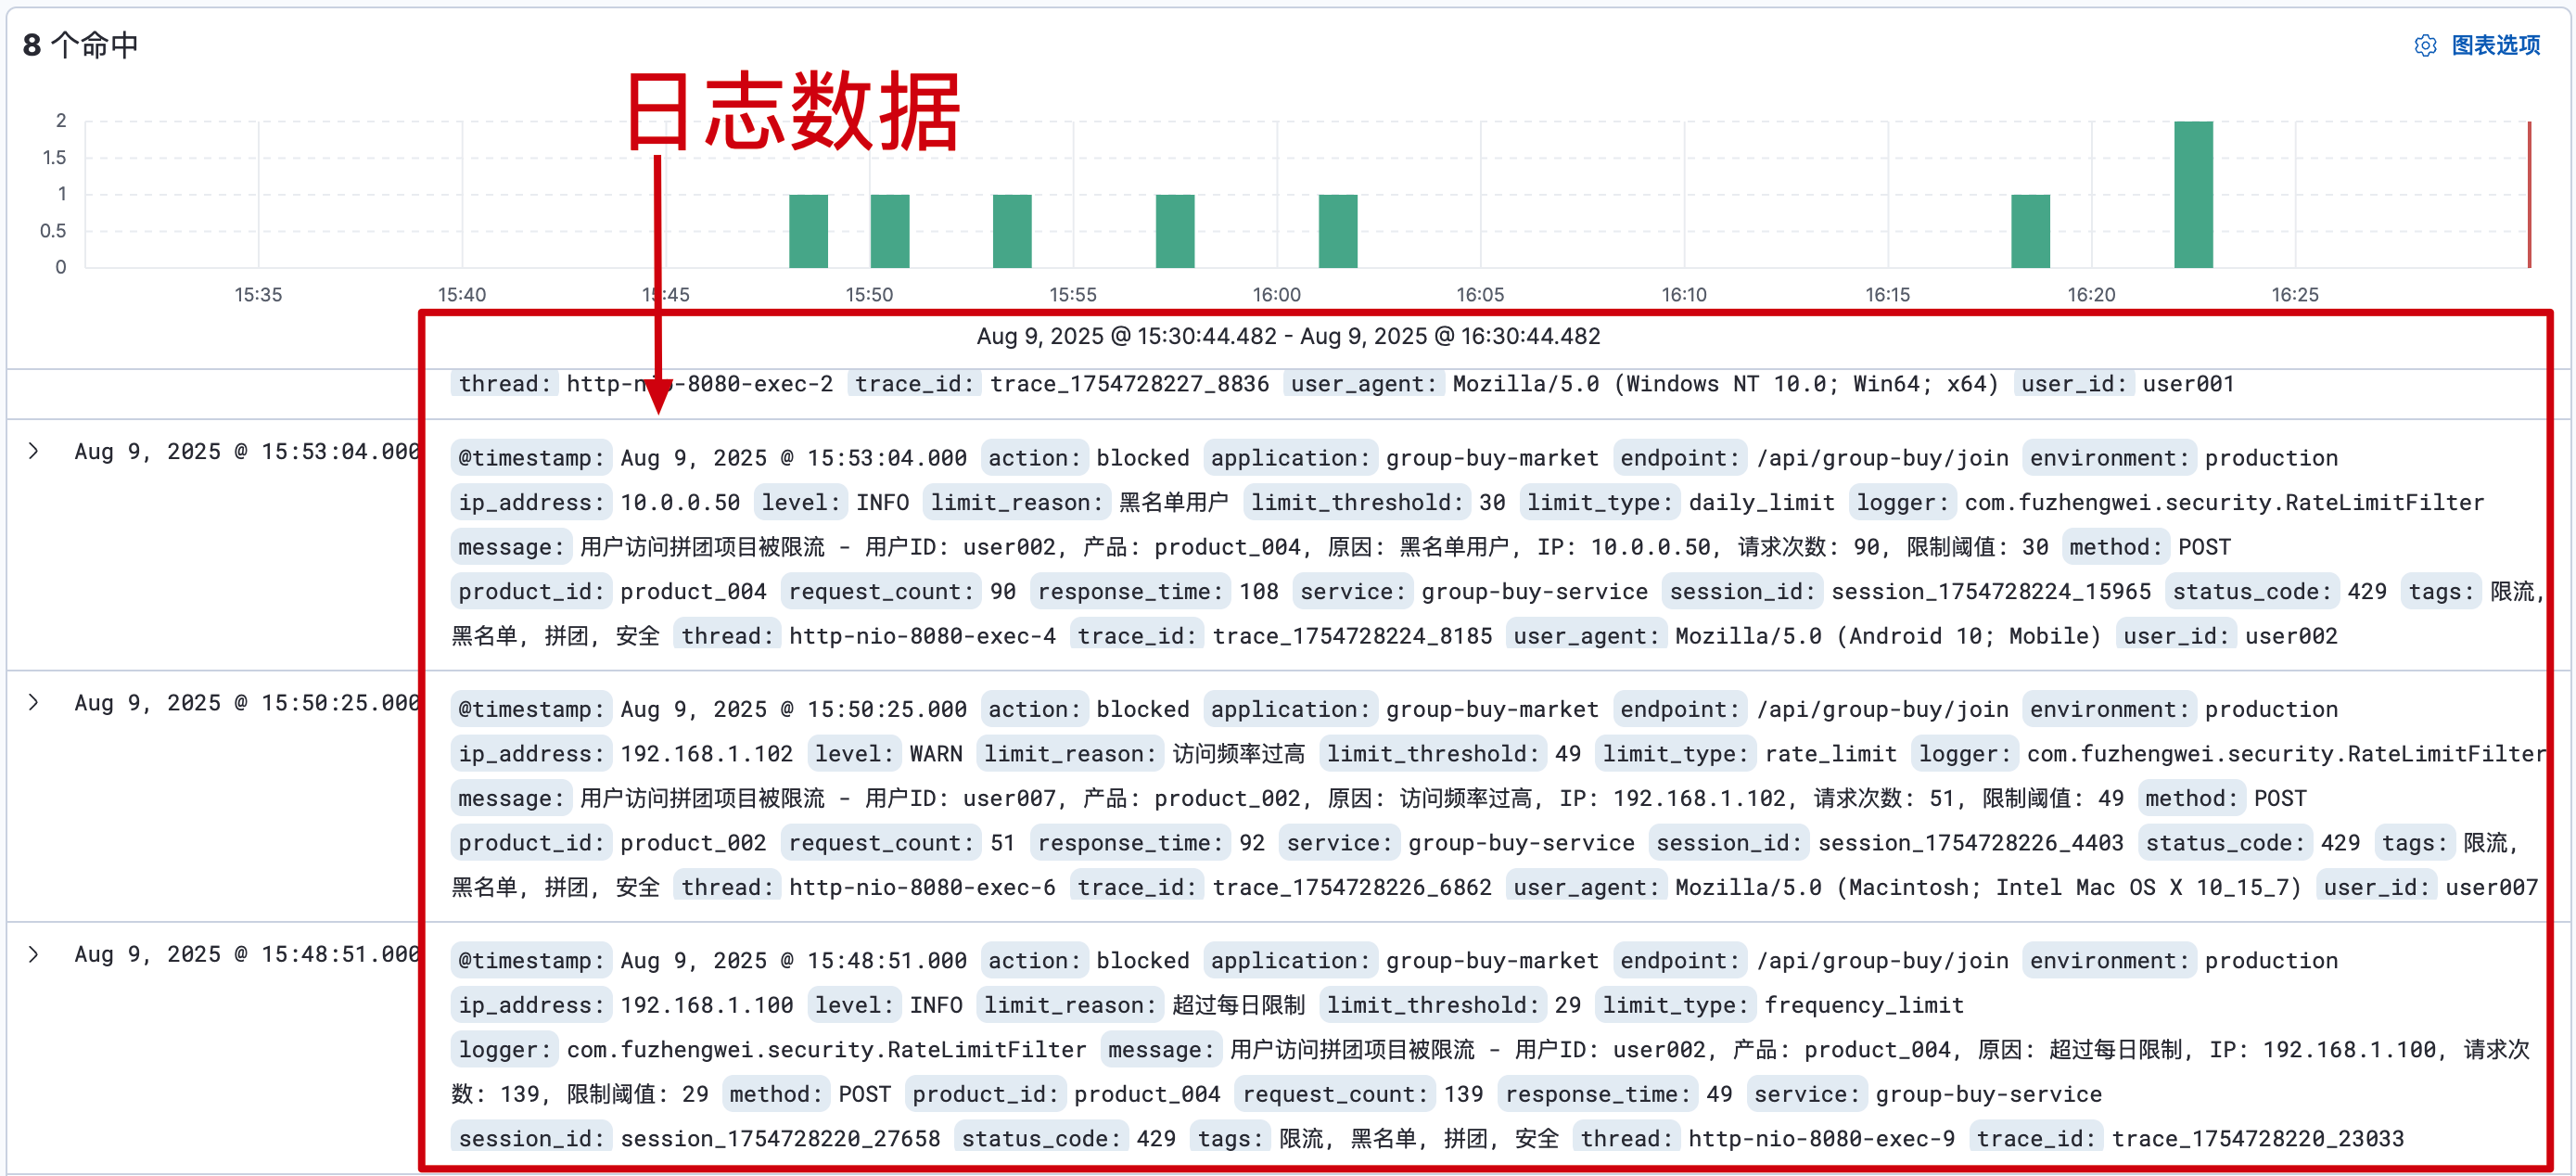 8 个命中
图表选项
日志数据
2
1.5
1
0.5
0
15:35 15:40 15:45 15:50 15:55 16:00 16:05 16:10 16:15 16:20 16:25
Aug 9, 2025 @ 15:30:44.482 - Aug 9, 2025 @ 16:30:44.482
thread: http-nio-8080-exec-2 trace_id: trace_1754728227_8836 user_agent: Mozilla/5.0 (Windows NT 10.0; Win64; x64) user_id: user001
Aug 9, 2025 @ 15:53:04.000
@timestamp: Aug 9, 2025 @ 15:53:04.000 action: blocked application: group-buy-market endpoint: /api/group-buy/join environment: production
ip_address: 10.0.0.50 level: INFO limit_reason: 黑名单用户 limit_threshold: 30 limit_type: daily_limit logger: com.fuzhengwei.security.RateLimitFilter
message: 用户访问拼团项目被限流 - 用户ID: user002, 产品: product_004, 原因: 黑名单用户, IP: 10.0.0.50, 请求次数: 90, 限制阈值: 30 method: POST
product_id: product_004 request_count: 90 response_time: 108 service: group-buy-service session_id: session_1754728224_15965 status_code: 429 tags: 限流,
黑名单, 拼团, 安全 thread: http-nio-8080-exec-4 trace_id: trace_1754728224_8185 user_agent: Mozilla/5.0 (Android 10; Mobile) user_id: user002
Aug 9, 2025 @ 15:50:25.000
@timestamp: Aug 9, 2025 @ 15:50:25.000 action: blocked application: group-buy-market endpoint: /api/group-buy/join environment: production
ip_address: 192.168.1.102 level: WARN limit_reason: 访问频率过高 limit_threshold: 49 limit_type: rate_limit logger: com.fuzhengwei.security.RateLimitFilter
message: 用户访问拼团项目被限流 - 用户ID: user007, 产品: product_002, 原因: 访问频率过高, IP: 192.168.1.102, 请求次数: 51, 限制阈值: 49 method: POST
product_id: product_002 request_count: 51 response_time: 92 service: group-buy-service session_id: session_1754728226_4403 status_code: 429 tags: 限流,
黑名单, 拼团, 安全 thread: http-nio-8080-exec-6 trace_id: trace_1754728226_6862 user_agent: Mozilla/5.0 (Macintosh; Intel Mac OS X 10_15_7) user_id: user007
Aug 9, 2025 @ 15:48:51.000
@timestamp: Aug 9, 2025 @ 15:48:51.000 action: blocked application: group-buy-market endpoint: /api/group-buy/join environment: production
ip_address: 192.168.1.100 level: INFO limit_reason: 超过每日限制 limit_threshold: 29 limit_type: frequency_limit
logger: com.fuzhengwei.security.RateLimitFilter message: 用户访问拼团项目被限流 - 用户ID: user002, 产品: product_004, 原因: 超过每日限制, IP: 192.168.1.100, 请求次
数: 139, 限制阈值: 29 method: POST product_id: product_004 request_count: 139 response_time: 49 service: group-buy-service
session_id: session_1754728220_27658 status_code: 429 tags: 限流, 黑名单, 拼团, 安全 thread: http-nio-8080-exec-9 trace_id: trace_1754728220_23033